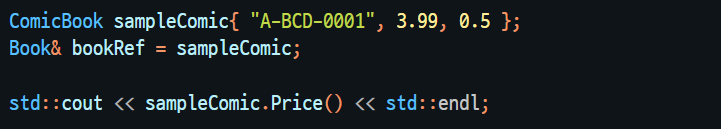 ComicBook sampleComic{ "A-BCD-0001", 3.99, 0.5 };
Book& bookRef = sampleComic;
std::cout << sampleComic.Price() << std::endl;